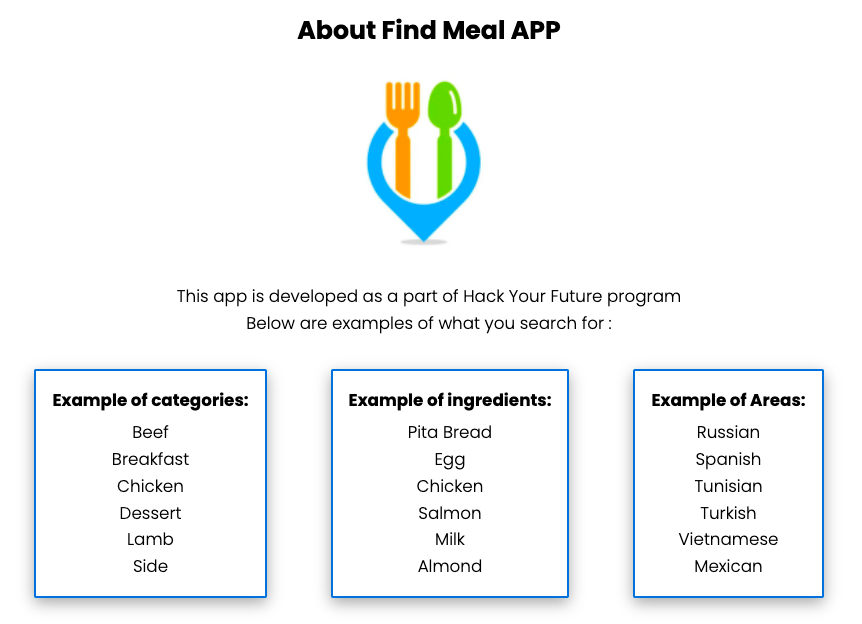 About Find Meal APP
This app is developed as a part of Hack Your Future program
Below are examples of what you search for :
Example of categories:
Beef
Breakfast
Chicken
Dessert
Lamb
Side
Example of ingredients:
Pita Bread
Egg
Chicken
Salmon
Milk
Almond
Example of Areas:
Russian
Spanish
Tunisian
Turkish
Vietnamese
Mexican